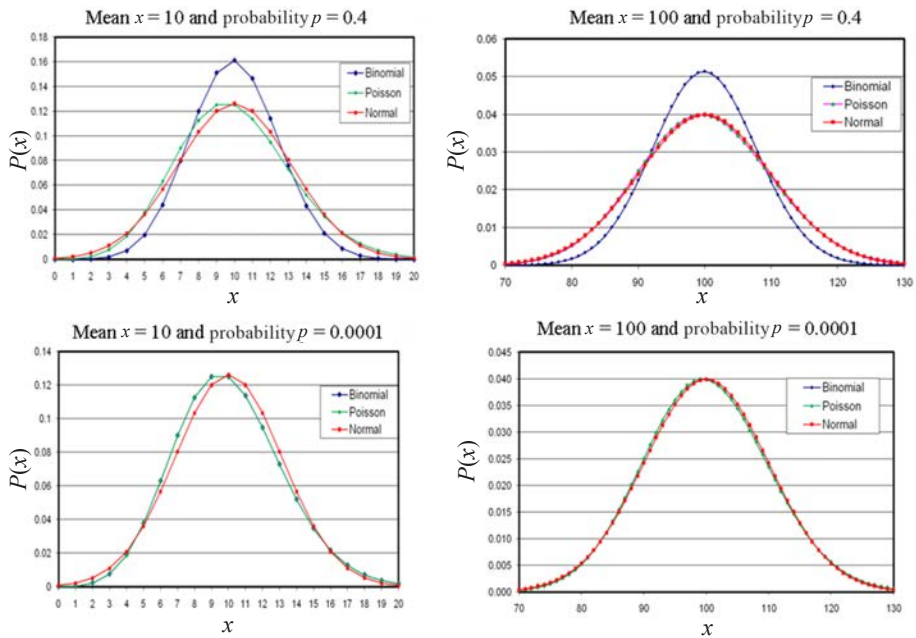 Mean x = 10 and probability p = 0.4
0.18
0.16
0.14
0.12
0.10
0.08
0.06
0.04
0.02
0.00
P(x)
Binomial
Poisson
Normal
0 1 2 3 4 5 6 7 8 9 10 11 12 13 14 15 16 17 18 19 20
x
Mean x = 100 and probability p = 0.4
0.06
0.05
0.04
0.03
0.02
0.01
0
P(x)
Binomial
Poisson
Normal
70 80 90 100 110 120 130
x
Mean x = 10 and probability p = 0.0001
0.14
0.12
0.10
0.08
0.06
0.04
0.02
0
P(x)
Binomial
Poisson
Normal
0 1 2 3 4 5 6 7 8 9 10 11 12 13 14 15 16 17 18 19 20
x
Mean x = 100 and probability p = 0.0001
0.045
0.040
0.035
0.030
0.025
0.020
0.015
0.010
0.005
0.000
P(x)
Binomial
Poisson
Normal
70 80 90 100 110 120 130
x